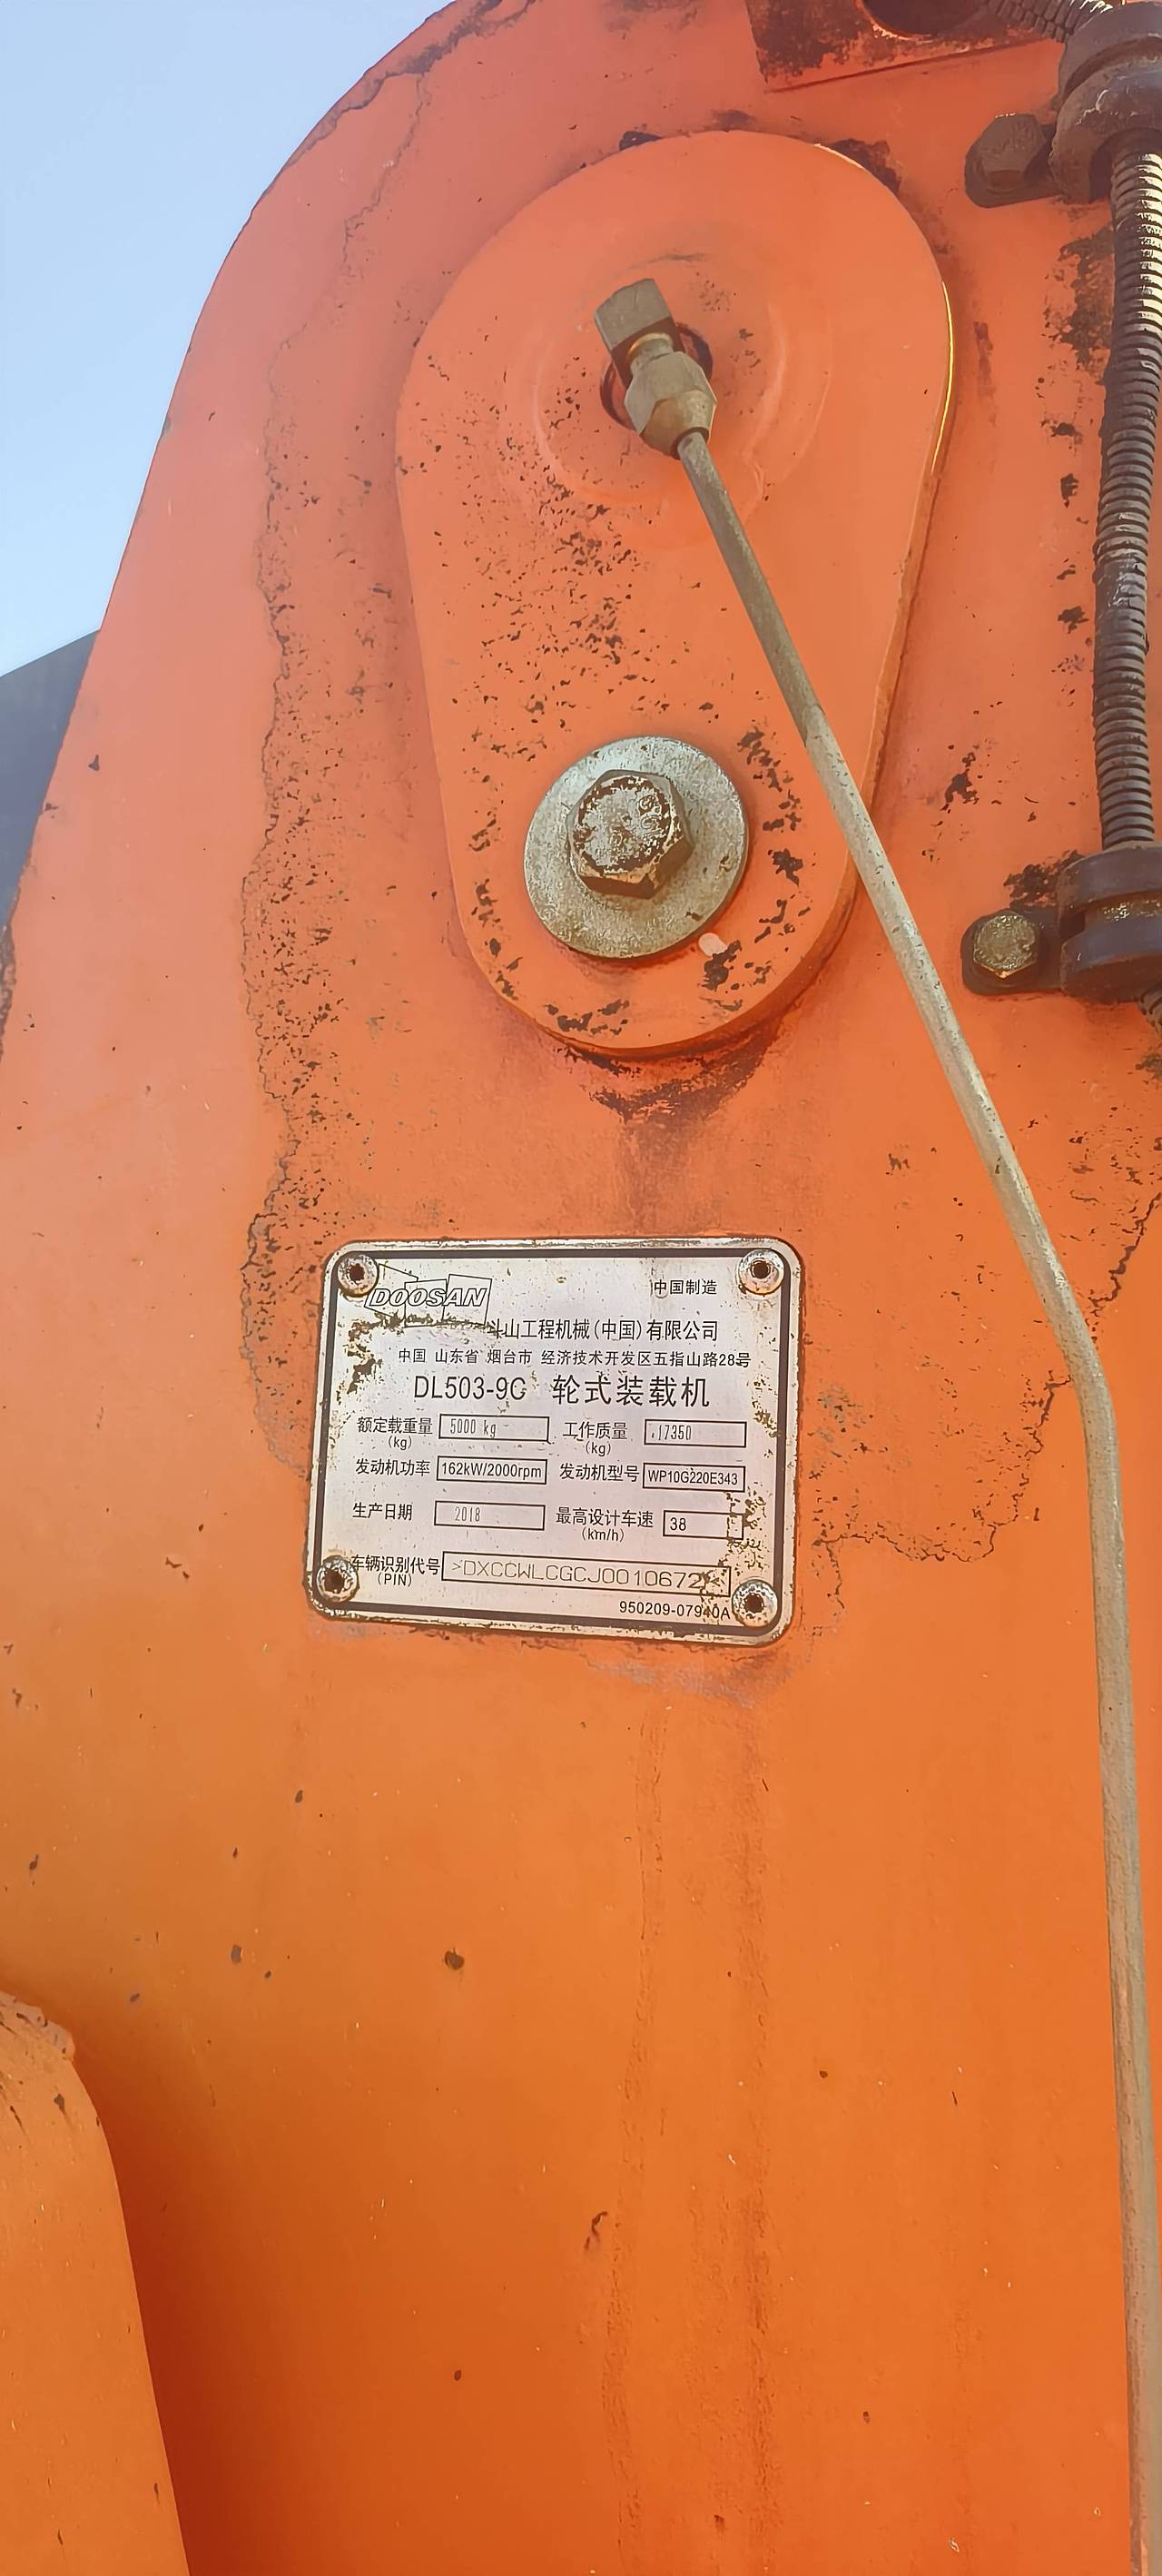 DOOSAN 中国制造
斗山工程机械(中国)有限公司
中国 山东省 烟台市 经济技术开发区五指山路28号
DL503-9C 轮式装载机
额定载重量 (kg) 5000 kg 工作质量 (kg) 17350
发动机功率 162kW/2000rpm 发动机型号 WP10G220E343
生产日期 2018 最高设计车速 (km/h) 38
车辆识别代号 (PIN) >DXCCWLCGCJ0010672<
950209-07940A